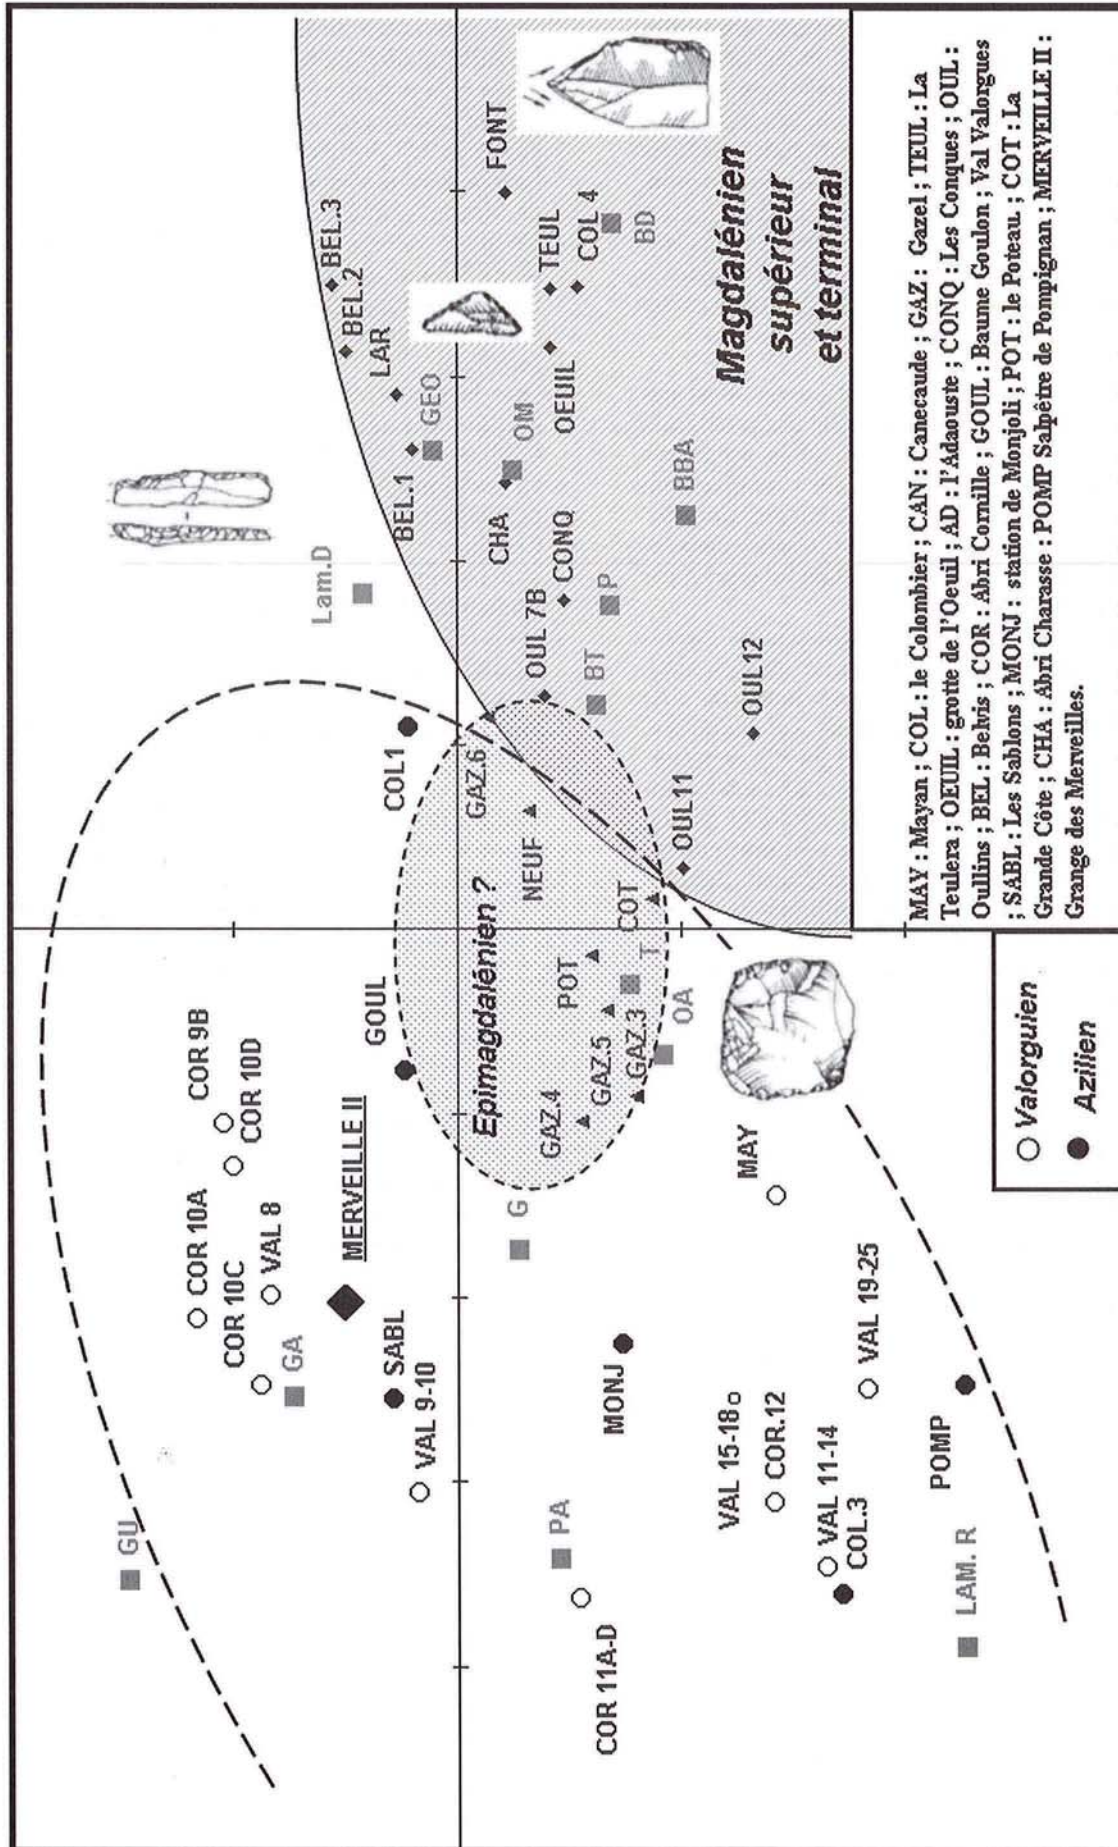 GU
COR 10A
COR 9B
COR 10C
COR 10D
VAL 8
GA
Lam.D
BEL.3
BEL.2
MERVEILLE II
LAR
SABL
GOUL
COL1
BEL.1
GEO
VAL 9-10
GAZ.6
CHA
FONT
Epimagdalénien ?
OM
G
OUL 7B
NEUF
CONQ
TEUL
OEUIL
PA
GAZ.4
POT
COL 4
GAZ.5
BT
P
COR 11A-D
MONJ
GAZ.3
T
COT
BD
OA
OUL11
BBA
VAL 15-18
MAY
OUL12
Magdalénien
supérieur
et terminal
COR.12
VAL 11-14
COL.3
VAL 19-25
POMP
LAM. R
Valorguien
Azilien
MAY : Mayan ; COL : le Colombier ; CAN : Canecaude ; GAZ : Gazel ; TEUL : La
Teulera ; OEUIL : grotte de l'Oeuil ; AD : l'Adaouste ; CONQ : Les Conques ; OUL :
Oullins ; BEL : Belvis ; COR : Abri Cornille ; GOUL : Baume Goulon ; Val Valorgues
; SABL : Les Sablons ; MONJ : station de Monjoli ; POT : le Poteau ; COT : La
Grande Côte ; CHA : Abri Charasse : POMP Salpêtre de Pompignan ; MERVEILLE II :
Grange des Merveilles.